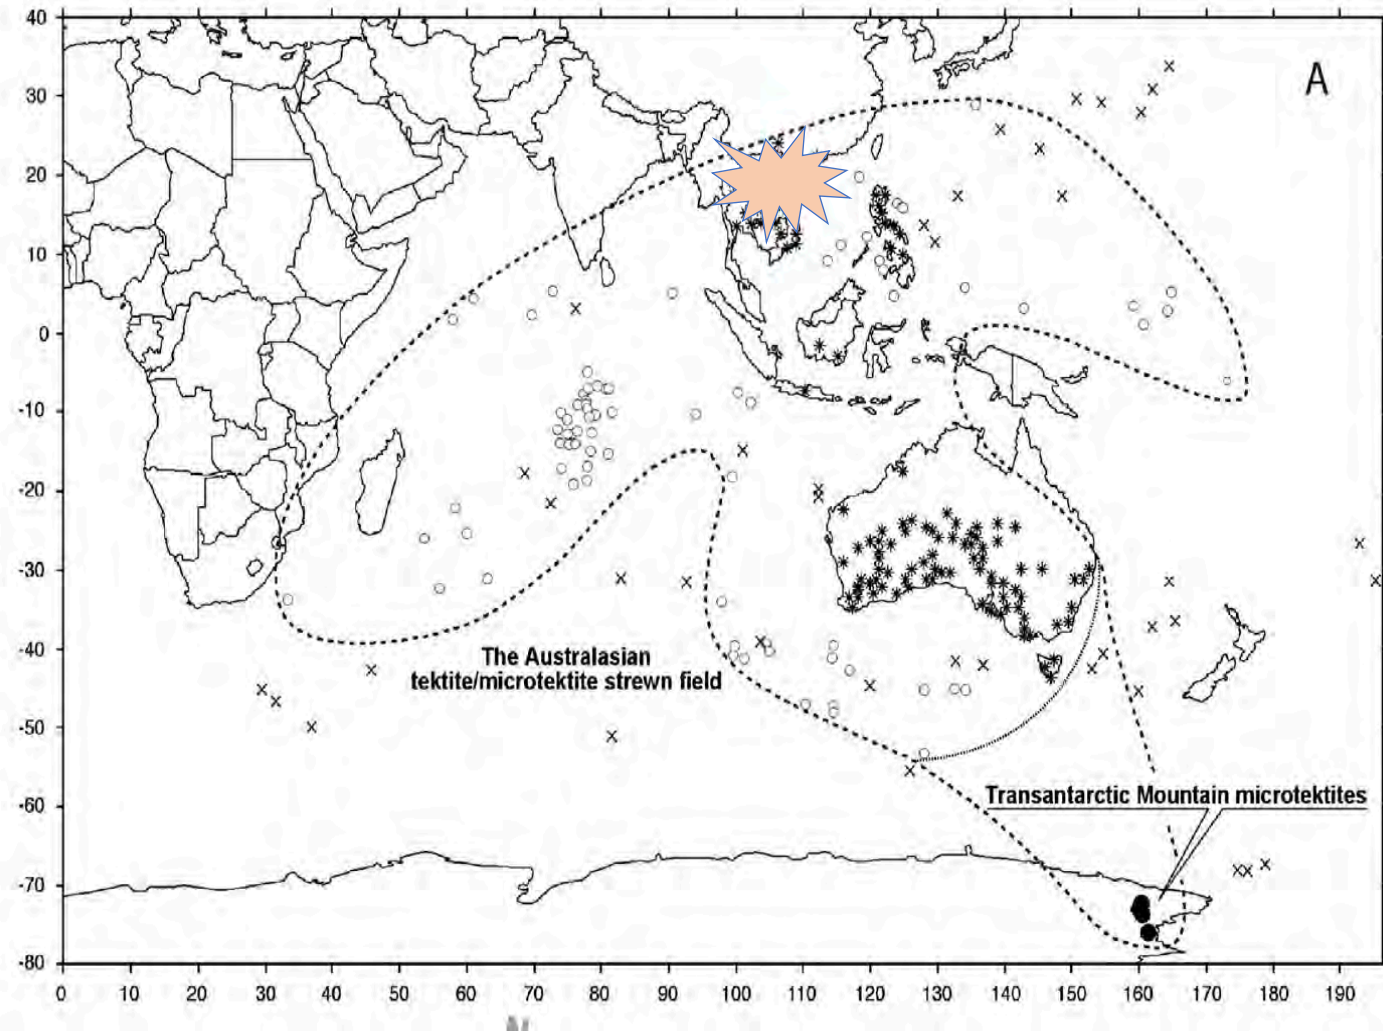 40
A
30
20
10
0
-10
-20
-30
-40
The Australasian
tektite/microtektite strewn field
-50
Transantarctic Mountain microtektites
-60
-70
-80
0 10 20 30 40 50 60 70 80 90 100 110 120 130 140 150 160 170 180 190